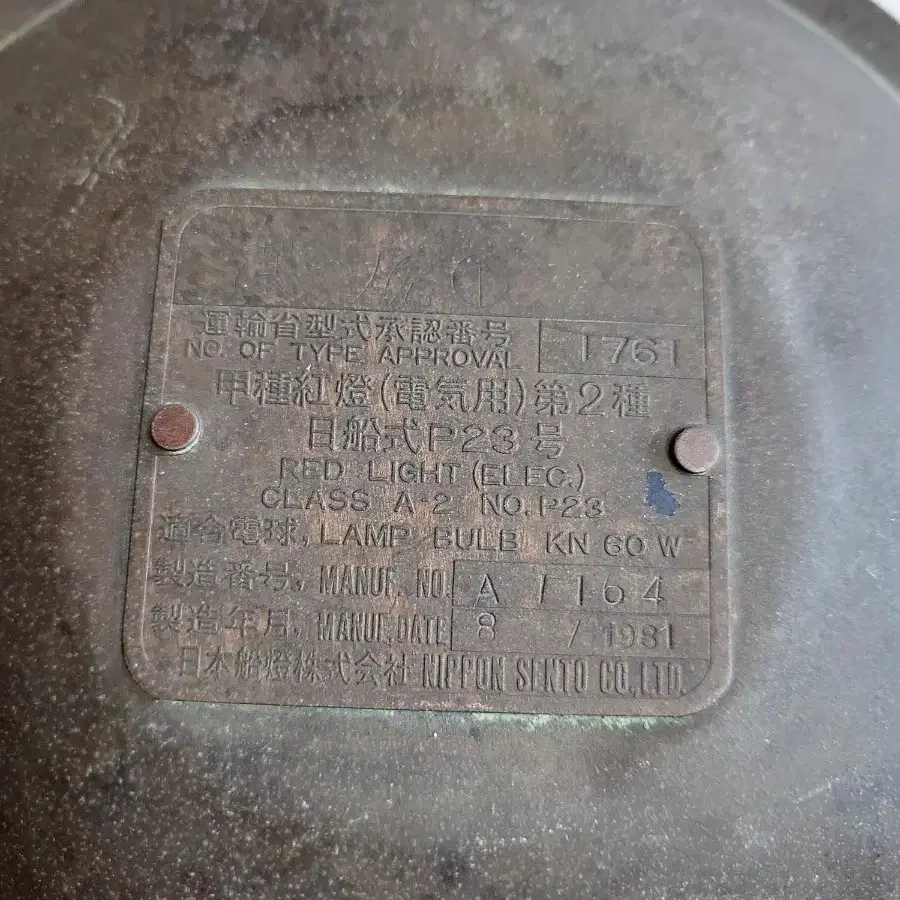 運輸省型式承認番号
NO. OF TYPE APPROVAL 1761
甲種紅燈(電気用)第2種
日船式P23号
RED LIGHT (ELEC.)
CLASS A-2 NO. P23
適合電球, LAMP BULB KN 60 W
製造番号, MANUF. NO. A 1164
製造年月, MANUF. DATE 8 / 1981
日本船燈株式会社 NIPPON SENTO CO., LTD.